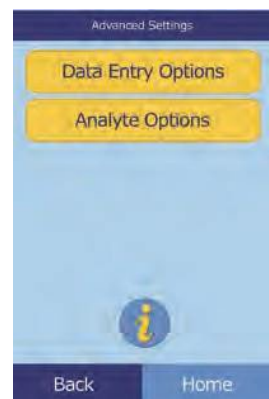 Advanced Settings
Data Entry Options
Analyte Options
i
Back Home